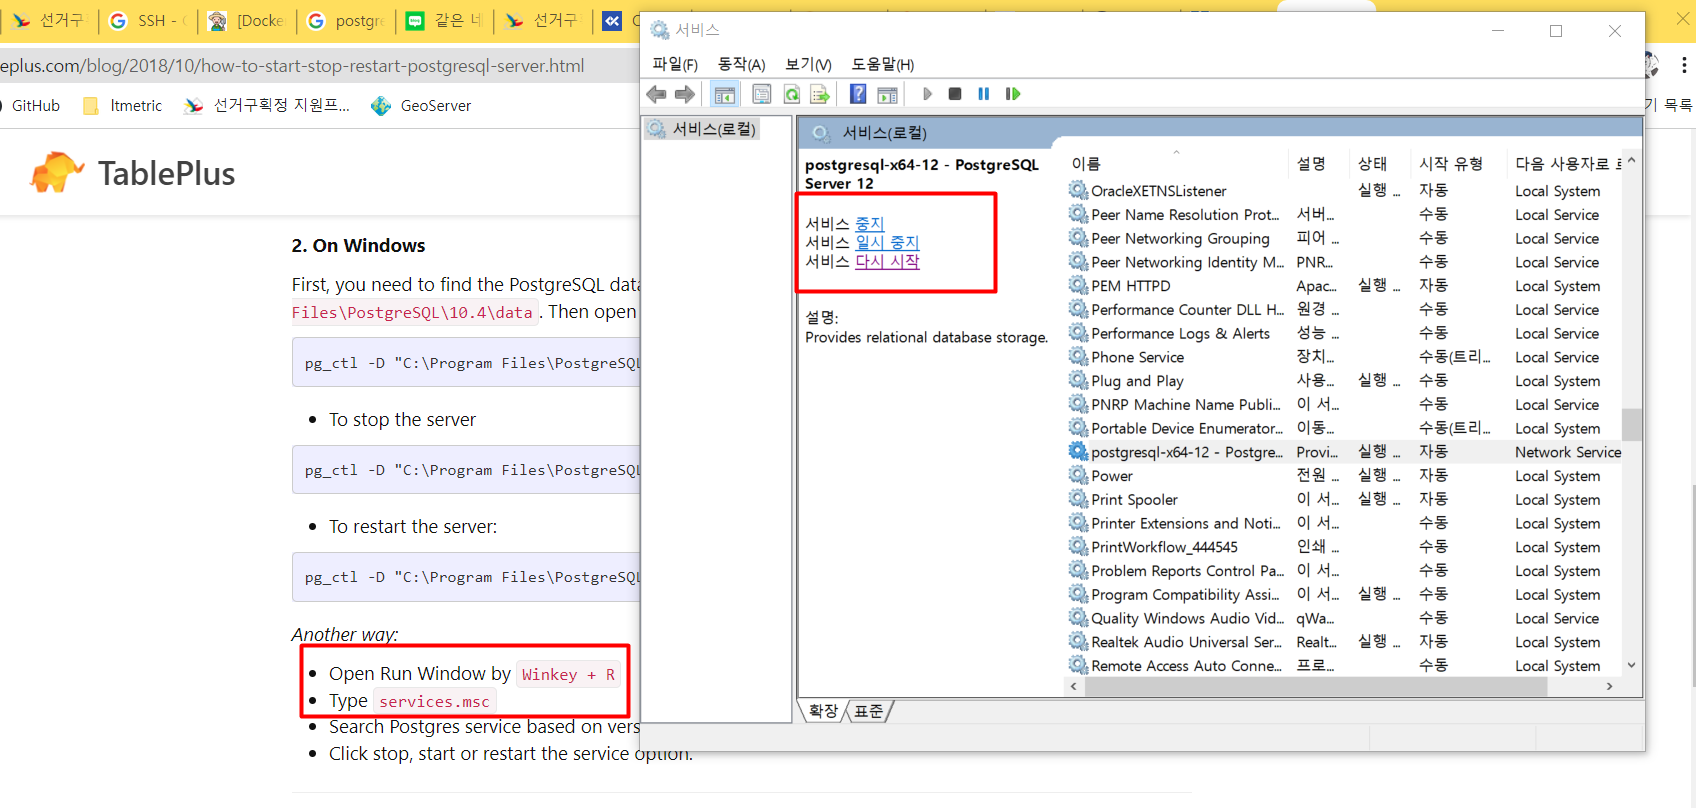 선거구
SSH -
[Docke
postgre
같은 네
선거구
서비스
eplus.com/blog/2018/10/how-to-start-stop-restart-postgresql-server.html
파일(F) 동작(A) 보기(V) 도움말(H)
GitHub
ltmetric
선거구획정 지원프...
GeoServer
기 목록
TablePlus
2. On Windows
First, you need to find the PostgreSQL data
Files\PostgreSQL\10.4\data. Then open
pg_ctl -D "C:\Program Files\PostgreSQL
To stop the server
pg_ctl -D "C:\Program Files\PostgreSQL
To restart the server:
pg_ctl -D "C:\Program Files\PostgreSQL
Another way:
Open Run Window by Winkey + R
Type services.msc
Search Postgres service based on vers
Click stop, start or restart the service option.
서비스(로컬)
서비스(로컬)
postgresql-x64-12 - PostgreSQL
Server 12
서비스 중지
서비스 일시 중지
서비스 다시 시작
설명:
Provides relational database storage.
이름 설명 상태 시작 유형 다음 사용자로 로
OracleXETNSListener 실행 ... 자동 Local System
Peer Name Resolution Prot... 서버... 수동 Local Service
Peer Networking Grouping 피어 ... 수동 Local Service
Peer Networking Identity M... PNR... 수동 Local Service
PEM HTTPD Apac... 실행 ... 자동 Local System
Performance Counter DLL H... 원경 ... 수동 Local Service
Performance Logs & Alerts 성능 ... 수동 Local Service
Phone Service 장치... 수동(트리... Local Service
Plug and Play 사용... 실행 ... 수동 Local System
PNRP Machine Name Publi... 이 서... 수동 Local Service
Portable Device Enumerator... 이동... 수동(트리... Local System
postgresql-x64-12 - Postgre... Provi... 실행 ... 자동 Network Service
Power 전원 ... 실행 ... 자동 Local System
Print Spooler 이 서... 실행 ... 자동 Local System
Printer Extensions and Noti... 이 서... 수동 Local System
PrintWorkflow_444545 인쇄 ... 수동 Local System
Problem Reports Control Pa... 이 서... 수동 Local System
Program Compatibility Assi... 이 서... 실행 ... 수동 Local System
Quality Windows Audio Vid... qWa... 수동 Local Service
Realtek Audio Universal Ser... Realt... 실행 ... 자동 Local System
Remote Access Auto Conne... 프로... 수동 Local System
확장 표준